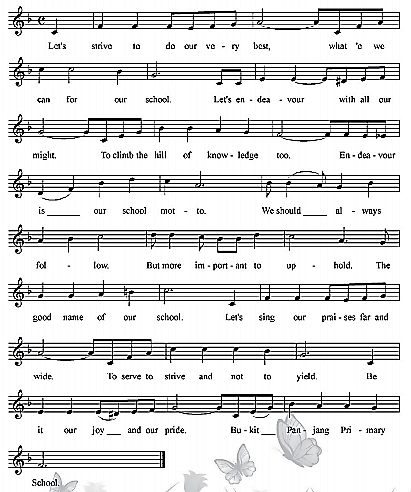 Let's strive to do our ve - ry best, what 'e we
can for our school. Let's en - dea - vour with all our
might. To climb the hill of know - ledge too. En - dea - vour
is ____ our school mot - to. We should ____ al - ways
fol - low. But more im - port - ant to up - hold. The
good name of our school. Let's sing our prai - ses far and
wide. To serve to strive and not to yield. Be
it our joy ___ and our pride. Bu - kit ___ Pan - jang Pri - mary
School.